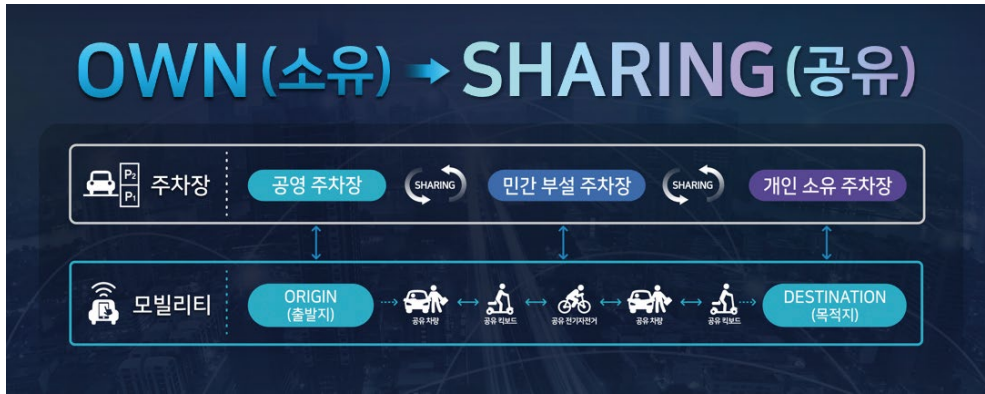 OWN (소유) → SHARING (공유)
P2
P1
주차장
공영 주차장
SHARING
민간 부설 주차장
SHARING
개인 소유 주차장
모빌리티
ORIGIN
(출발지)
공유 차량
공유 킥보드
공유 전기자전거
공유 차량
공유 킥보드
DESTINATION
(목적지)